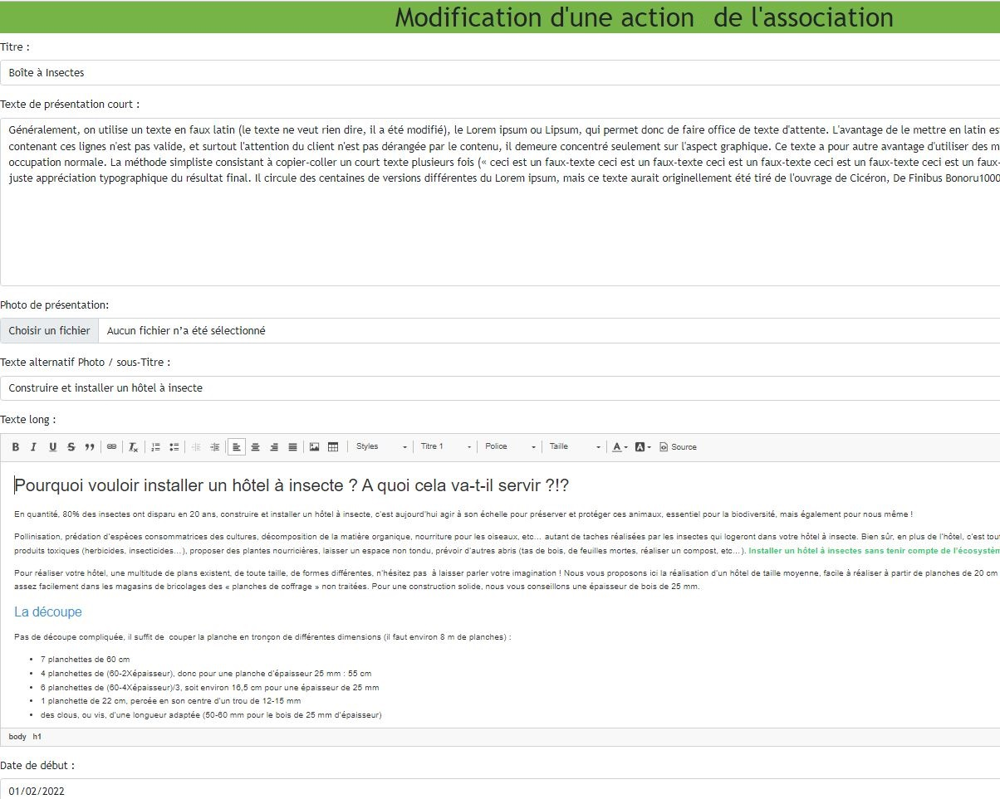 Modification d'une action de l'association
Titre :
Boîte à Insectes
Texte de présentation court :
Généralement, on utilise un texte en faux latin (le texte ne veut rien dire, il a été modifié), le Lorem ipsum ou Lipsum, qui permet donc de faire office de texte d'attente. L'avantage de le mettre en latin es
contenant ces lignes n'est pas valide, et surtout l'attention du client n'est pas dérangée par le contenu, il demeure concentré seulement sur l'aspect graphique. Ce texte a pour autre avantage d'utiliser des m
occupation normale. La méthode simpliste consistant à copier-coller un court texte plusieurs fois (« ceci est un faux-texte ceci est un faux-texte ceci est un faux-texte ceci est un faux-texte ceci est un faux-
juste appréciation typographique du résultat final. Il circule des centaines de versions différentes du Lorem ipsum, mais ce texte aurait originellement été tiré de l'ouvrage de Cicéron, De Finibus Bonoru1000
Photo de présentation:
Choisir un fichier Aucun fichier n'a été sélectionné
Texte alternatif Photo / sous-Titre :
Construire et installer un hôtel à insecte
Texte long :
B I U S Styles Titre 1 Police Taille A A Source
Pourquoi vouloir installer un hôtel à insecte ? A quoi cela va-t-il servir ?!?
En quantité, 80% des insectes ont disparu en 20 ans, construire et installer un hôtel à insecte, c'est aujourd'hui agir à son échelle pour préserver et protéger ces animaux, essentiel pour la biodiversité, mais également pour nous même !
Pollinisation, prédation d'espèces consommatrices des cultures, décomposition de la matière organique, nourriture pour les oiseaux, etc… autant de taches réalisées par les insectes qui logeront dans votre hôtel à insecte. Bien sûr, en plus de l'hôtel, c'est tou
produits toxiques (herbicides, insecticides…), proposer des plantes nourricières, laisser un espace non tondu, prévoir d'autres abris (tas de bois, de feuilles mortes, réaliser un compost, etc…). Installer un hôtel à insectes sans tenir compte de l'écosystèm
Pour réaliser votre hôtel, une multitude de plans existent, de toute taille, de formes différentes, n'hésitez pas à laisser parler votre imagination ! Nous vous proposons ici la réalisation d'un hôtel de taille moyenne, facile à réaliser à partir de planches de 20 cm
assez facilement dans les magasins de bricolages des « planches de coffrage » non traitées. Pour une construction solide, nous vous conseillons une épaisseur de bois de 25 mm.
La découpe
Pas de découpe compliquée, il suffit de couper la planche en tronçon de différentes dimensions (il faut environ 8 m de planches) :
• 7 planchettes de 60 cm
• 4 planchettes de (60-2Xépaisseur), donc pour une planche d'épaisseur 25 mm : 55 cm
• 6 planchettes de (60-4Xépaisseur)/3, soit environ 16,5 cm pour une épaisseur de 25 mm
• 1 planchette de 22 cm, percée en son centre d'un trou de 12-15 mm
• des clous, ou vis, d'une longueur adaptée (50-60 mm pour le bois de 25 mm d'épaisseur)
body h1
Date de début :
01/02/2022